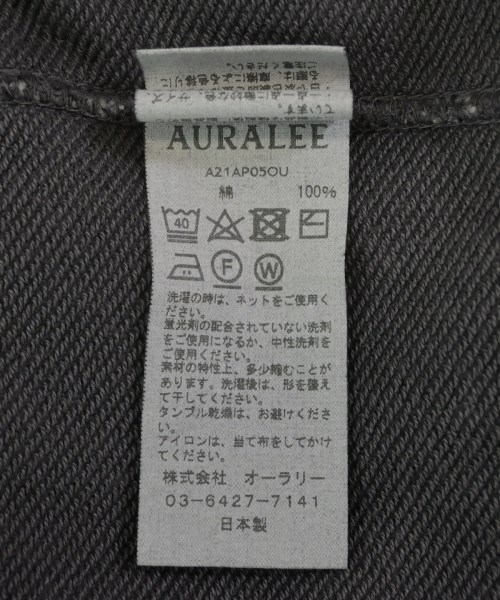 AURALEE
A21AP05OU
綿 100%
40
F W
洗濯の時は、ネットをご使用く
ださい。
蛍光剤の配合されていない洗剤
をご使用になるか、中性洗剤を
ご使用ください。
素材の特性上、多少縮むことが
あります。洗濯後は、形を整え
て干してください。
タンブル乾燥は、お避けくださ
い。
アイロンは、当て布をしてかけ
てください。
株式会社 オーラリー
03-6427-7141
日本製